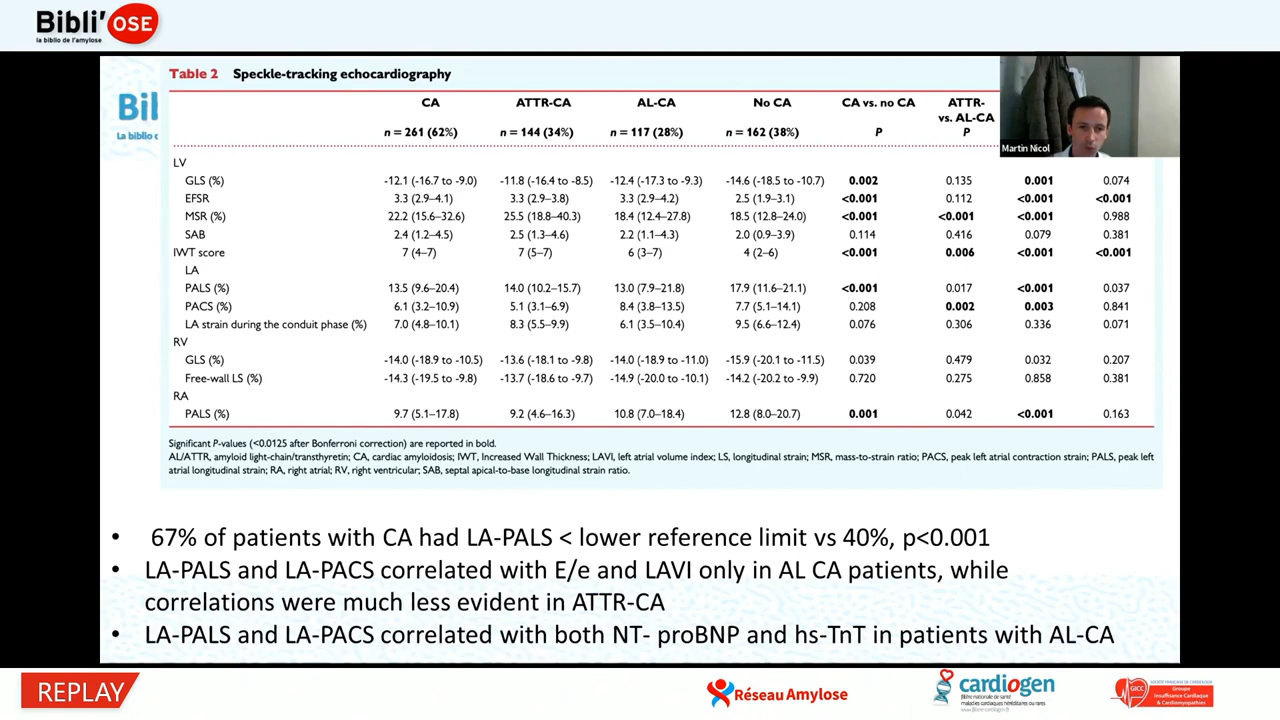 Bibli'OSE
la biblio de l'amylose
Bil
La biblio d
Table 2 Speckle-tracking echocardiography
CA ATTR-CA AL-CA No CA CA vs. no CA ATTR-
vs. AL-CA
n = 261 (62%) n = 144 (34%) n = 117 (28%) n = 162 (38%) P P
Martin Nicol
LV
GLS (%) -12.1 (-16.7 to -9.0) -11.8 (-16.4 to -8.5) -12.4 (-17.3 to -9.3) -14.6 (-18.5 to -10.7) 0.002 0.135 0.001 0.074
EFSR 3.3 (2.9–4.1) 3.3 (2.9–3.8) 3.3 (2.9–4.2) 2.5 (1.9–3.1) <0.001 0.112 <0.001 <0.001
MSR (%) 22.2 (15.6–32.6) 25.5 (18.8–40.3) 18.4 (12.4–27.8) 18.5 (12.8–24.0) <0.001 <0.001 <0.001 0.988
SAB 2.4 (1.2–4.5) 2.5 (1.3–4.6) 2.2 (1.1–4.3) 2.0 (0.9–3.9) 0.114 0.416 0.079 0.381
IWT score 7 (4–7) 7 (5–7) 6 (3–7) 4 (2–6) <0.001 0.006 <0.001 <0.001
LA
PALS (%) 13.5 (9.6–20.4) 14.0 (10.2–15.7) 13.0 (7.9–21.8) 17.9 (11.6–21.1) <0.001 0.017 <0.001 0.037
PACS (%) 6.1 (3.2–10.9) 5.1 (3.1–6.9) 8.4 (3.8–13.5) 7.7 (5.1–14.1) 0.208 0.002 0.003 0.841
LA strain during the conduit phase (%) 7.0 (4.8–10.1) 8.3 (5.5–9.9) 6.1 (3.5–10.4) 9.5 (6.6–12.4) 0.076 0.306 0.336 0.071
RV
GLS (%) -14.0 (-18.9 to -10.5) -13.6 (-18.1 to -9.8) -14.0 (-18.9 to -11.0) -15.9 (-20.1 to -11.5) 0.039 0.479 0.032 0.207
Free-wall LS (%) -14.3 (-19.5 to -9.8) -13.7 (-18.6 to -9.7) -14.9 (-20.0 to -10.1) -14.2 (-20.2 to -9.9) 0.720 0.275 0.858 0.381
RA
PALS (%) 9.7 (5.1–17.8) 9.2 (4.6–16.3) 10.8 (7.0–18.4) 12.8 (8.0–20.7) 0.001 0.042 <0.001 0.163
Significant P-values (<0.0125 after Bonferroni correction) are reported in bold.
AL/ATTR, amyloid light-chain/transthyretin; CA, cardiac amyloidosis; IWT, Increased Wall Thickness; LAVI, left atrial volume index; LS, longitudinal strain; MSR, mass-to-strain ratio; PACS, peak left atrial contraction strain; PALS, peak left
atrial longitudinal strain; RA, right atrial; RV, right ventricular; SAB, septal apical-to-base longitudinal strain ratio.
• 67% of patients with CA had LA-PALS < lower reference limit vs 40%, p<0.001
• LA-PALS and LA-PACS correlated with E/e and LAVI only in AL CA patients, while
correlations were much less evident in ATTR-CA
• LA-PALS and LA-PACS correlated with both NT- proBNP and hs-TnT in patients with AL-CA
REPLAY
Réseau Amylose
cardiogen
filière nationale de santé
maladies cardiaques héréditaires ou rares
GICC
SOCIÉTÉ FRANÇAISE DE CARDIOLOGIE
Groupe
Insuffisance Cardiaque
& Cardiomyopathies